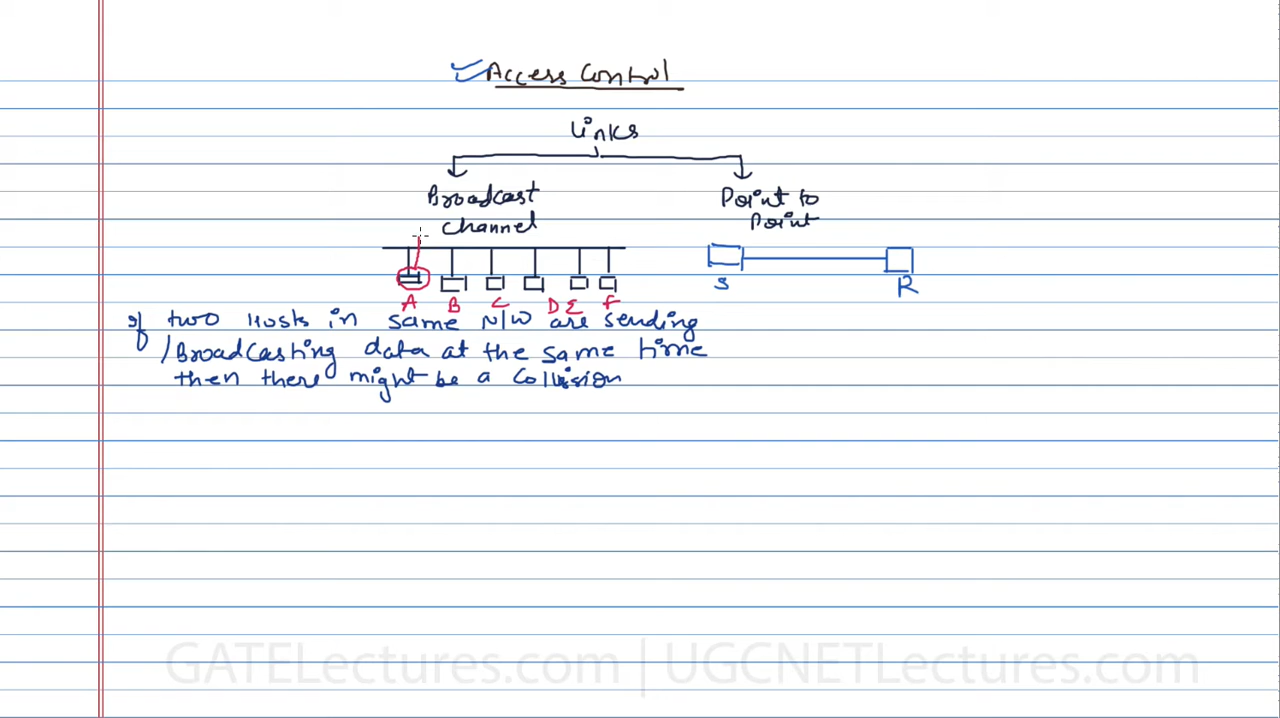 Access Control
Links
Broadcast Point to
Channel Point
A B C D E F
S R
If two Hosts in same N/W are sending
/Broadcasting data at the same time
then there might be a Collision
GATELectures.com | UGCNETLectures.com